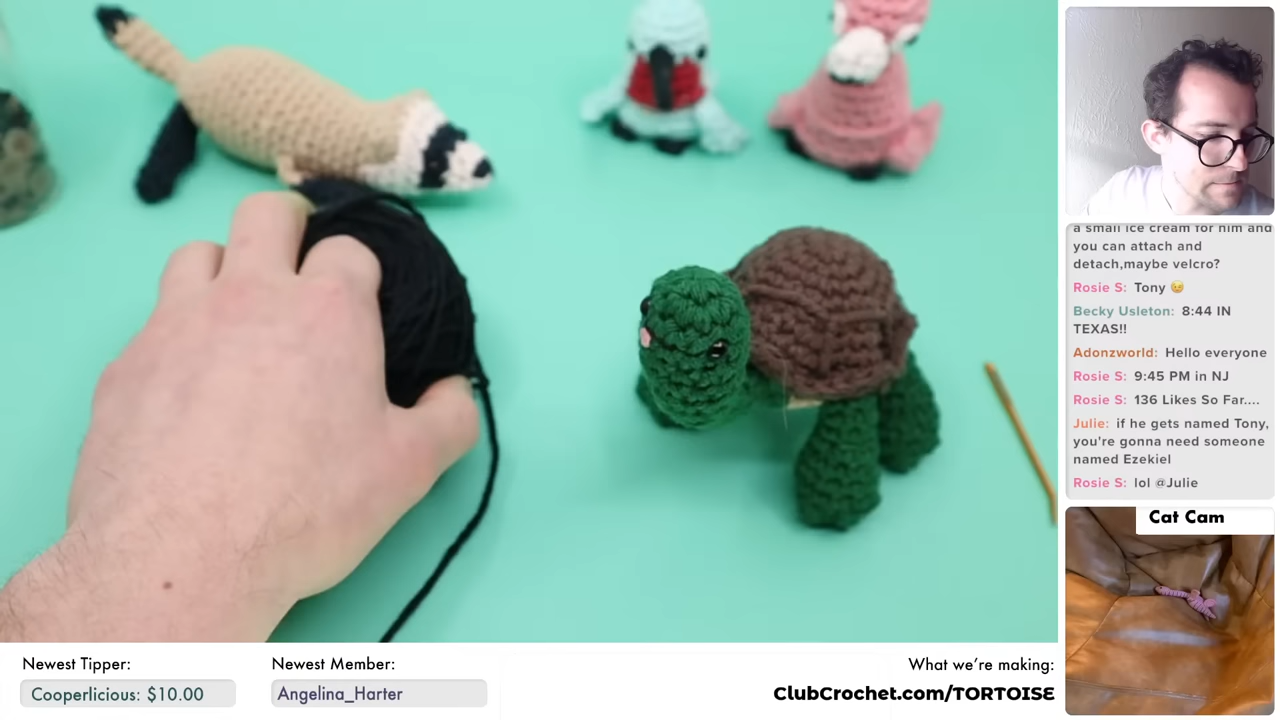 a small ice cream for him and
you can attach and
detach,maybe velcro?
Rosie S: Tony 😉
Becky Usleton: 8:44 IN
TEXAS!!
Adonzworld: Hello everyone
Rosie S: 9:45 PM in NJ
Rosie S: 136 Likes So Far....
Julie: if he gets named Tony,
you're gonna need someone
named Ezekiel
Rosie S: lol @Julie
Cat Cam
Newest Tipper:
Cooperlicious: $10.00
Newest Member:
Angelina_Harter
What we're making:
ClubCrochet.com/TORTOISE